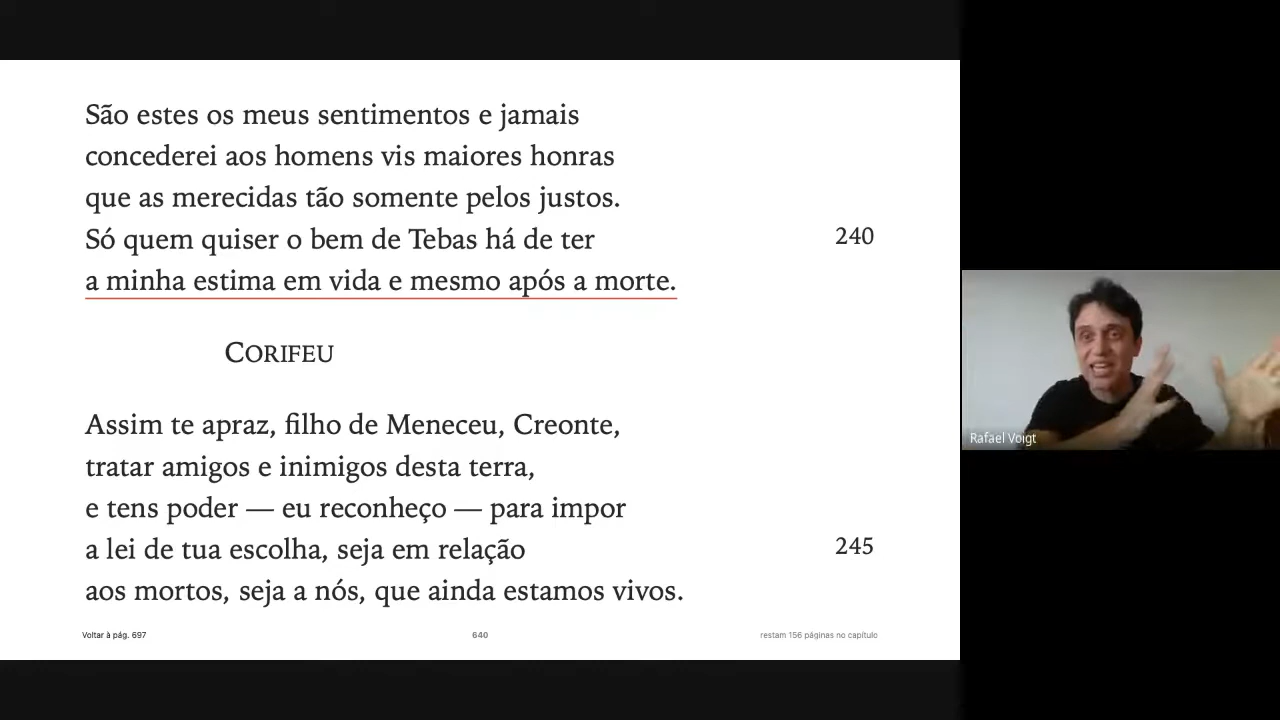 São estes os meus sentimentos e jamais
concederei aos homens vis maiores honras
que as merecidas tão somente pelos justos.
Só quem quiser o bem de Tebas há de ter 240
a minha estima em vida e mesmo após a morte.
CORIFEU
Assim te apraz, filho de Meneceu, Creonte,
tratar amigos e inimigos desta terra,
e tens poder — eu reconheço — para impor
a lei de tua escolha, seja em relação 245
aos mortos, seja a nós, que ainda estamos vivos.
Voltar à pág. 697 640 restam 156 páginas no capítulo
Rafael Voigt